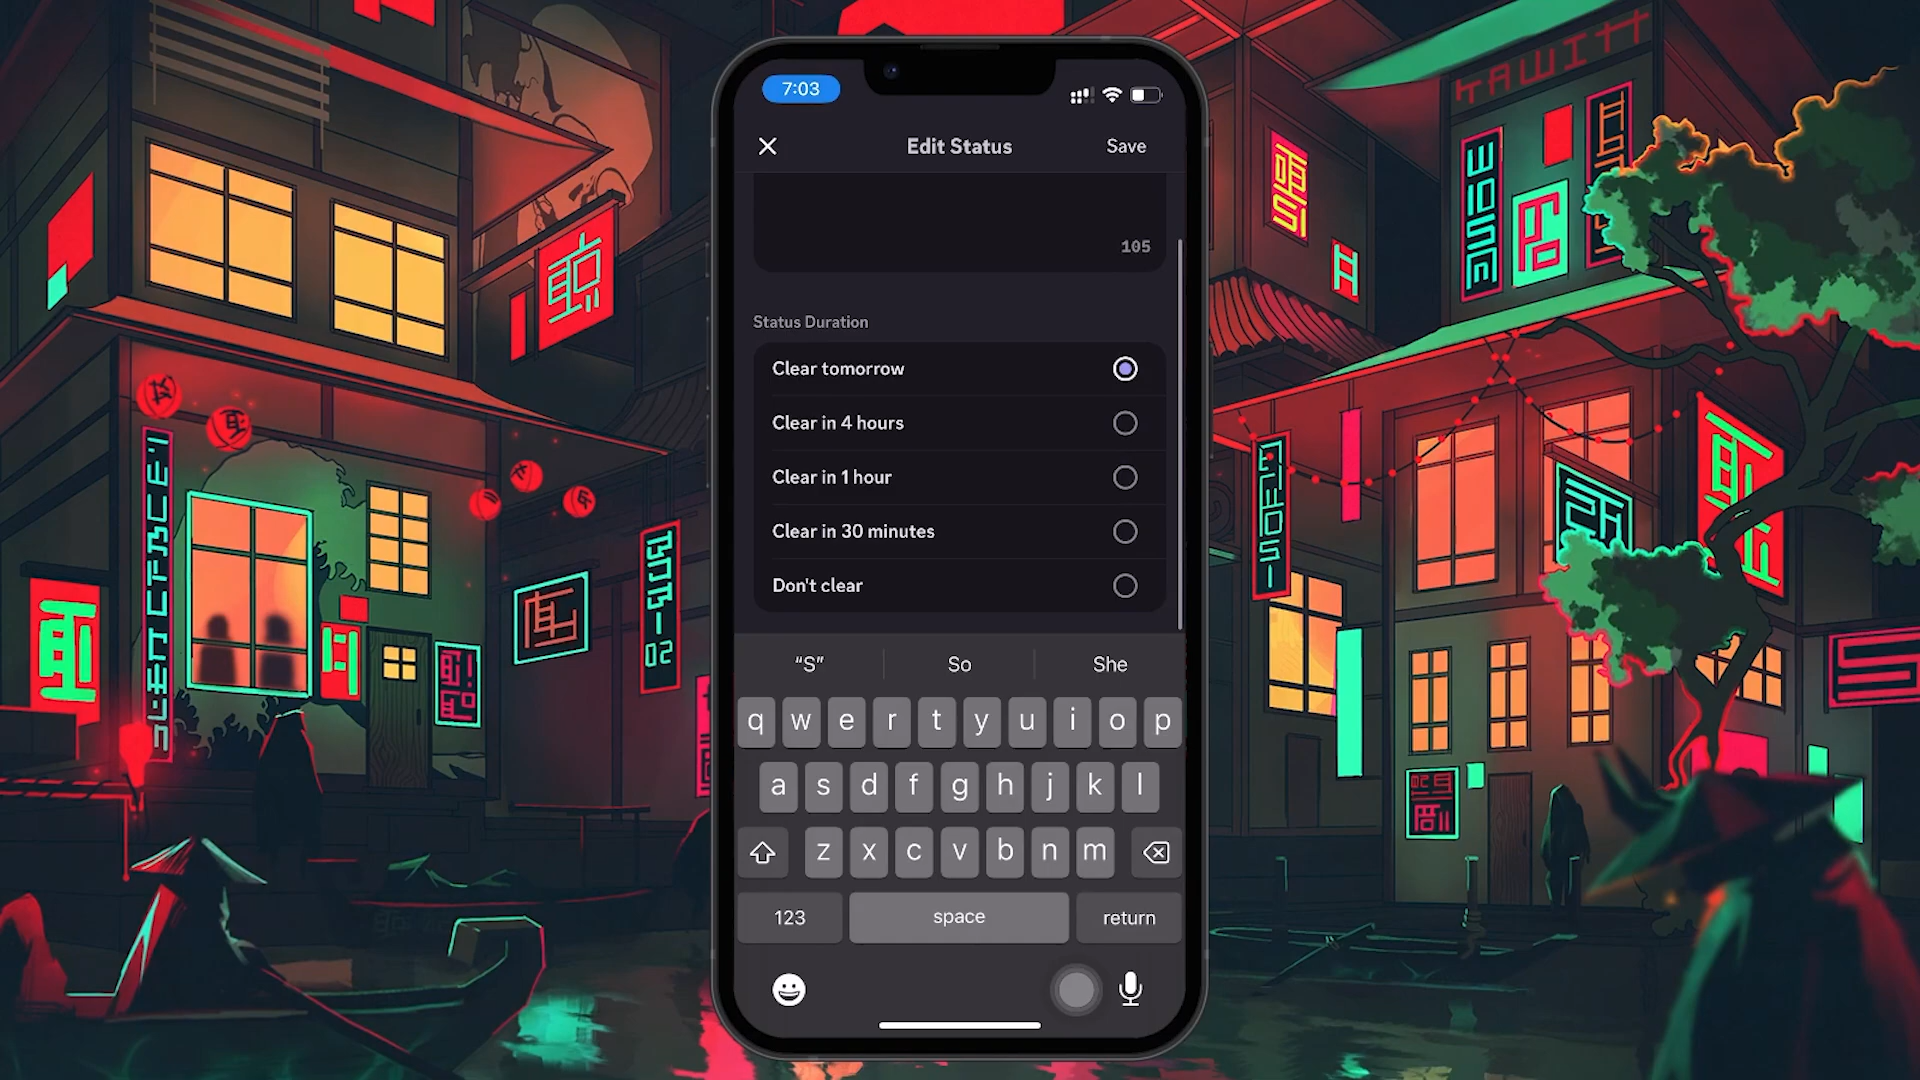 7:03
Edit Status
Save
105
Status Duration
Clear tomorrow
Clear in 4 hours
Clear in 1 hour
Clear in 30 minutes
Don't clear
“S”
So
She
q w e r t y u i o p
a s d f g h j k l
z x c v b n m
123
space
return